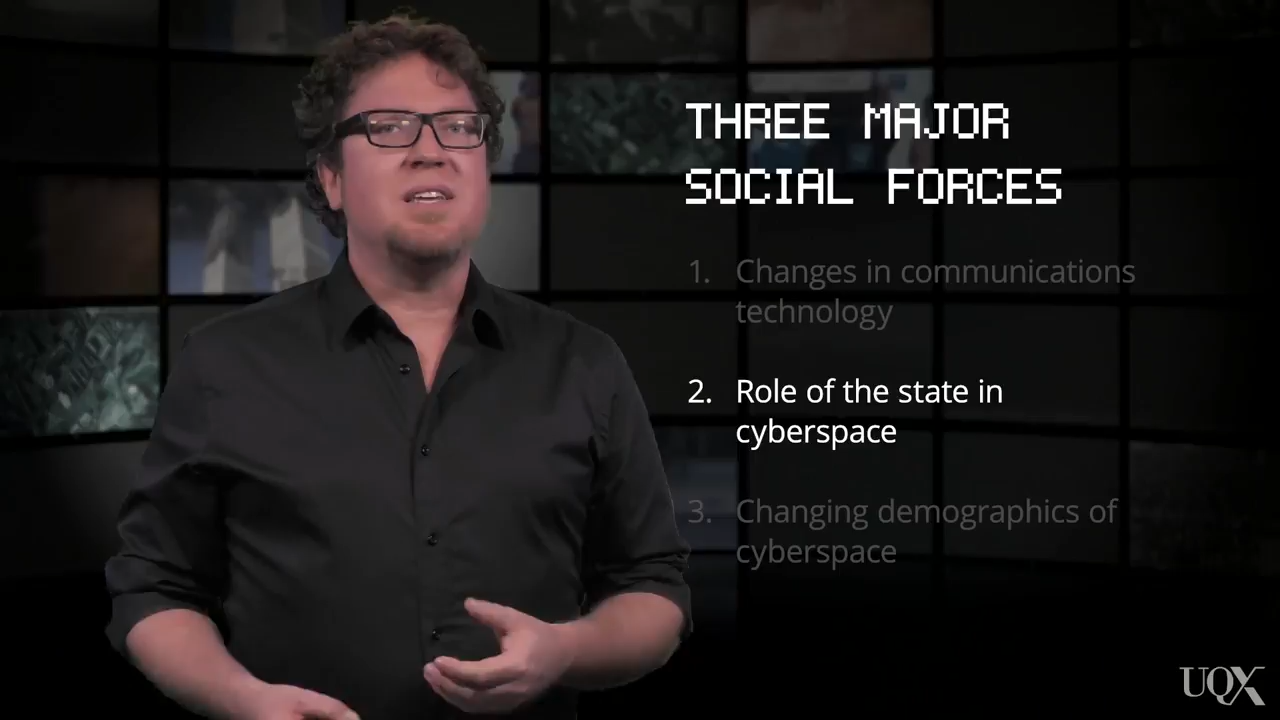 THREE MAJOR
SOCIAL FORCES
1. Changes in communications
technology
2. Role of the state in
cyberspace
3. Changing demographics of
cyberspace
UQX